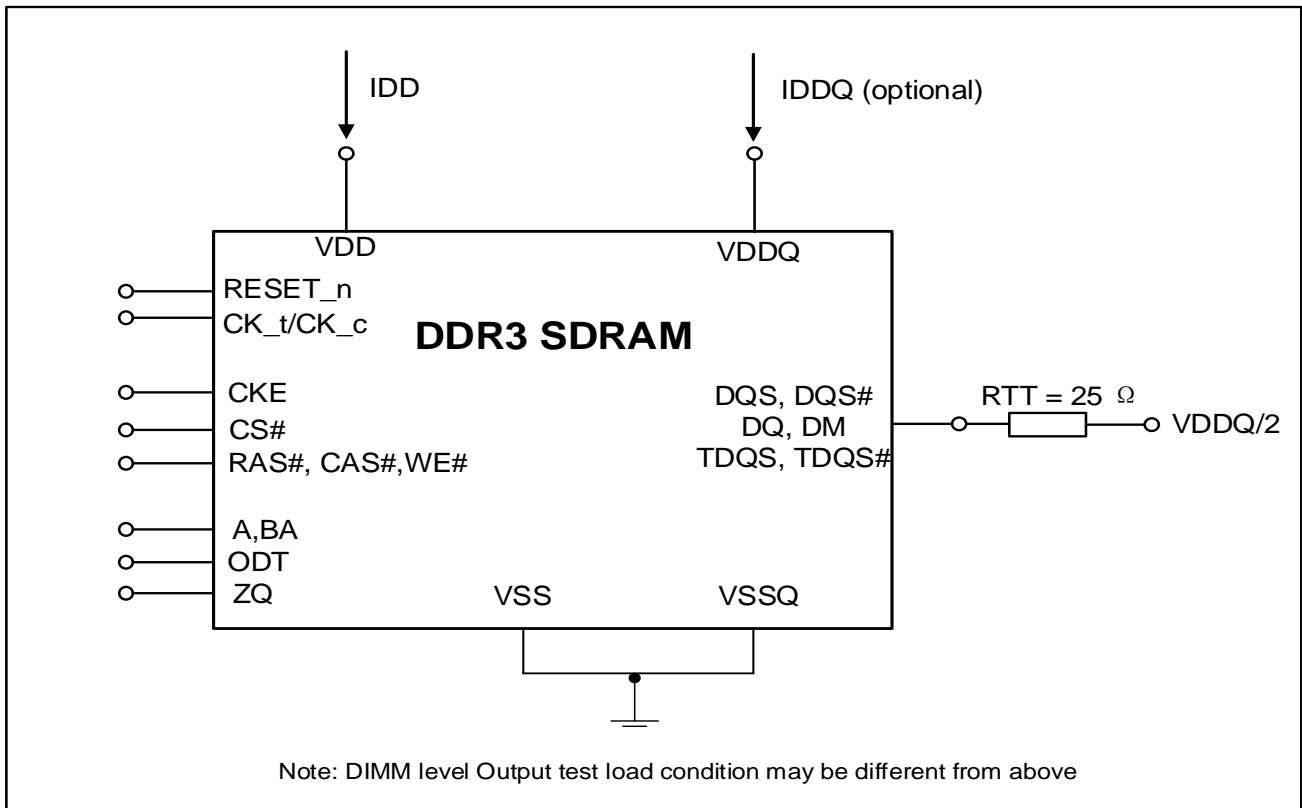 IDD
IDDQ (optional)
VDD
VDDQ
RESET_n
CK_t/CK_c
DDR3 SDRAM
CKE
CS#
RAS#, CAS#,WE#
A,BA
ODT
ZQ
DQS, DQS#
DQ, DM
TDQS, TDQS#
RTT = 25 Ω
VDDQ/2
VSS
VSSQ
Note: DIMM level Output test load condition may be different from above